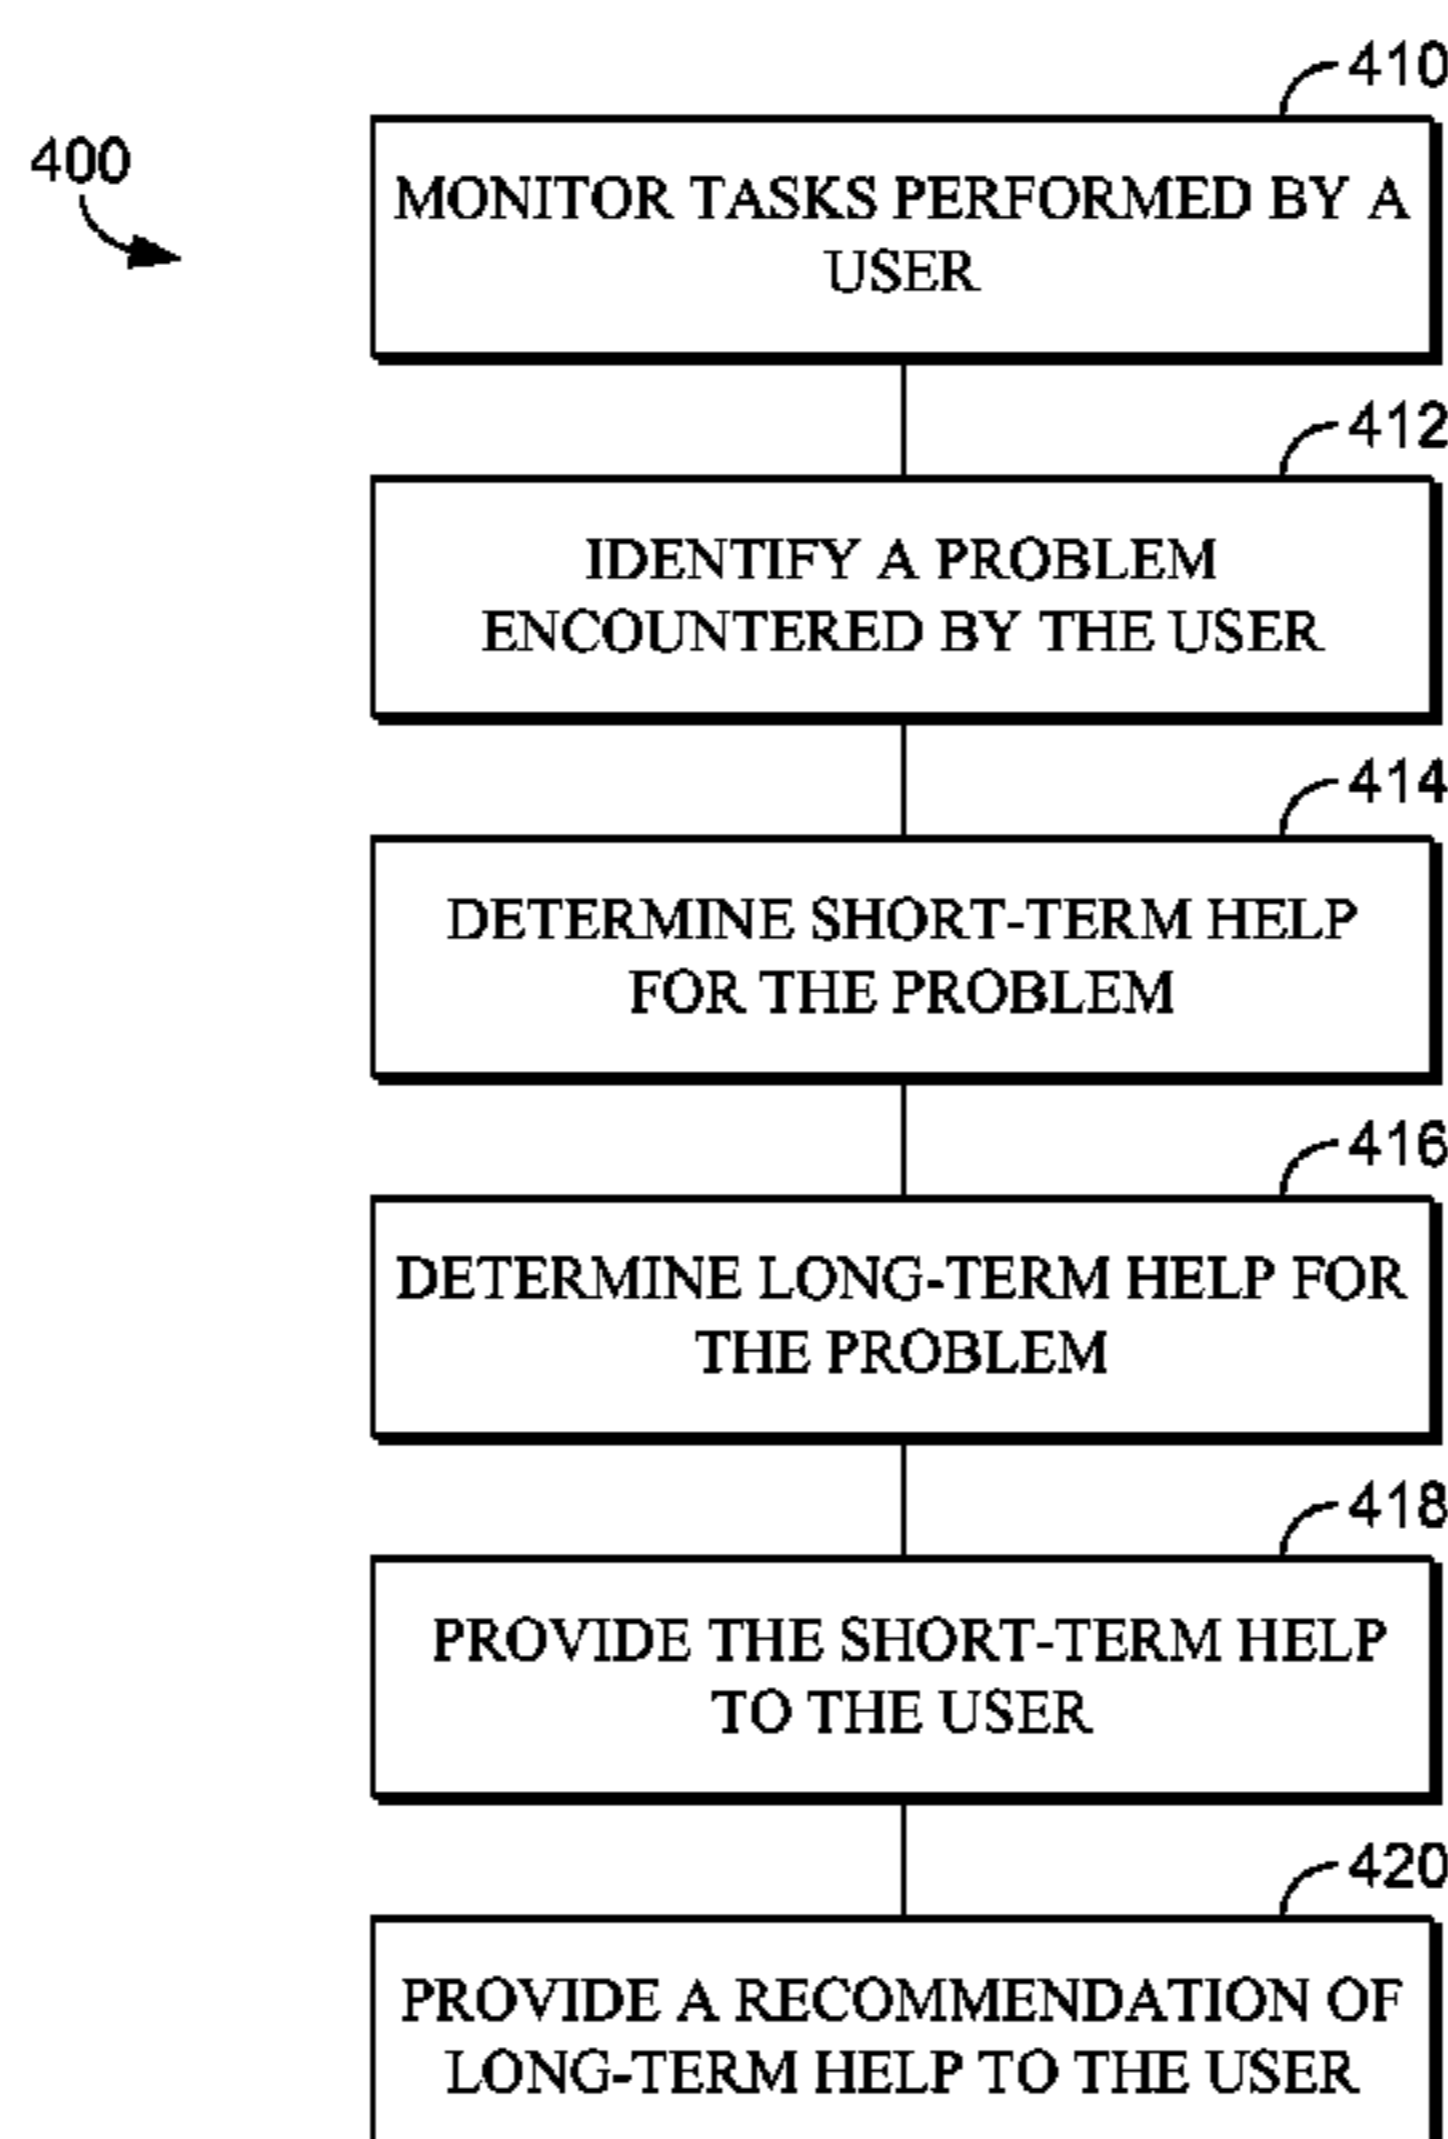 400
410
MONITOR TASKS PERFORMED BY A
USER
412
IDENTIFY A PROBLEM
ENCOUNTERED BY THE USER
414
DETERMINE SHORT-TERM HELP
FOR THE PROBLEM
416
DETERMINE LONG-TERM HELP FOR
THE PROBLEM
418
PROVIDE THE SHORT-TERM HELP
TO THE USER
420
PROVIDE A RECOMMENDATION OF
LONG-TERM HELP TO THE USER